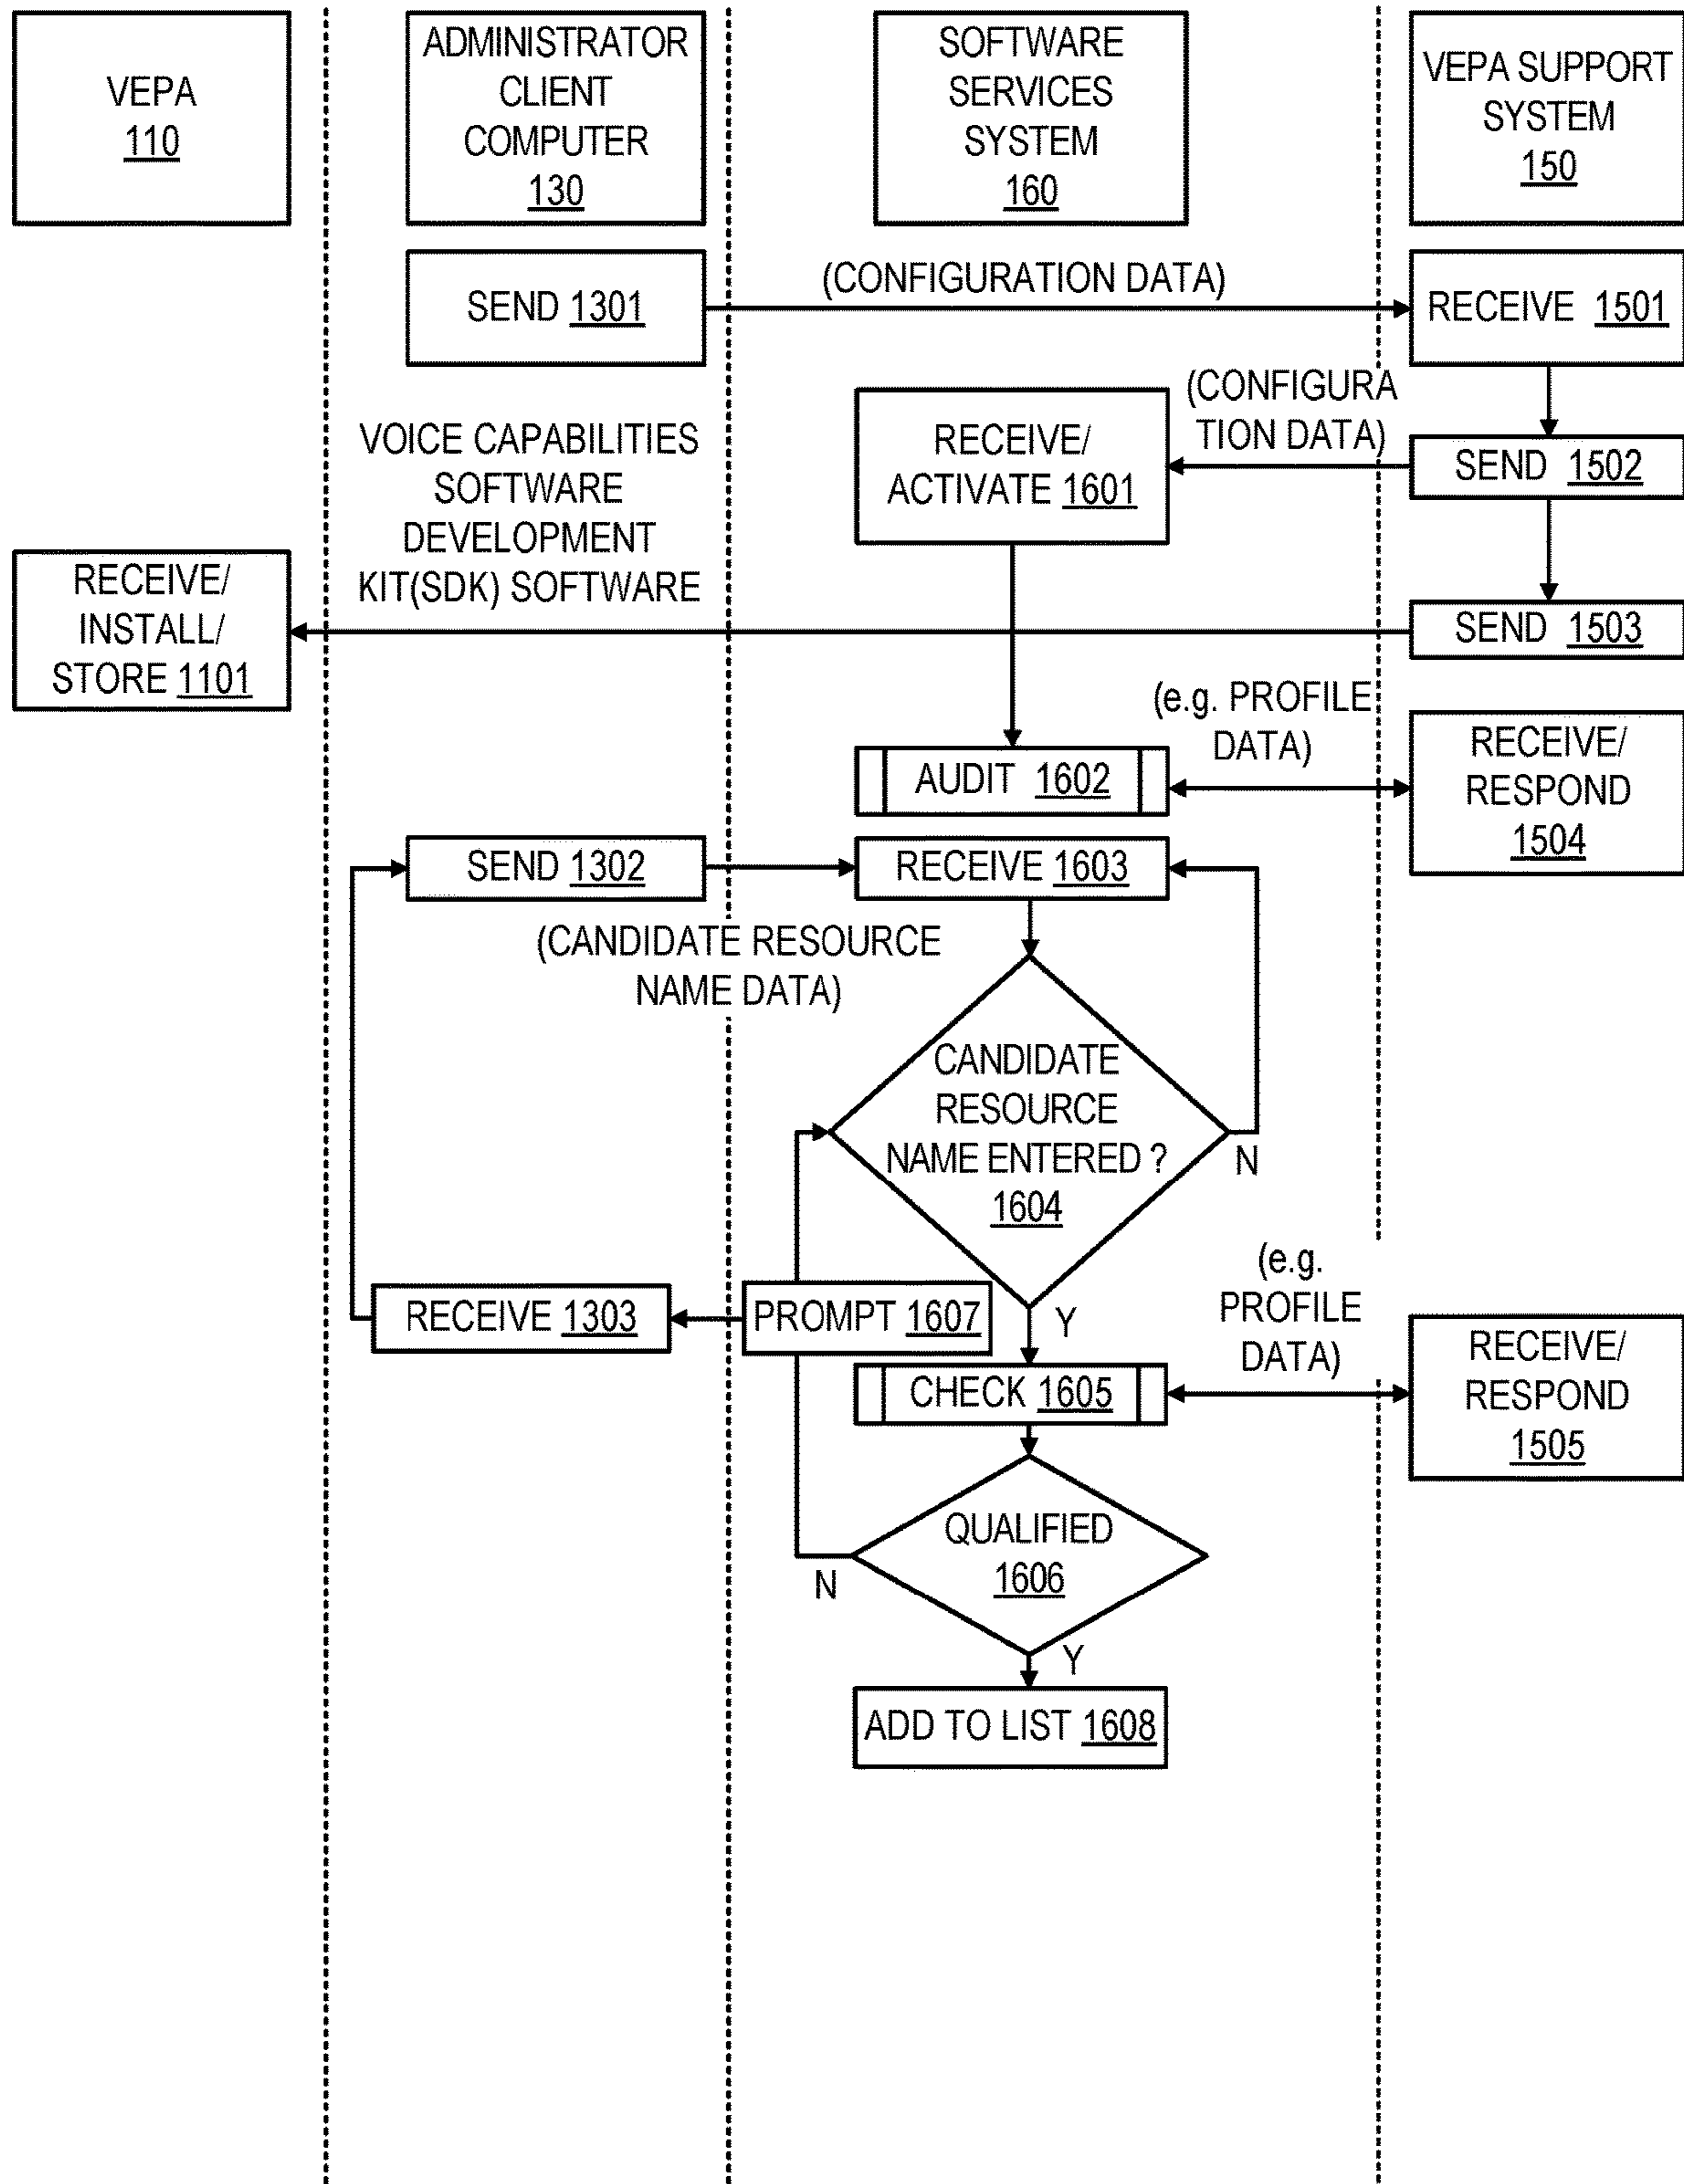 VEPA
110
ADMINISTRATOR
CLIENT
COMPUTER
130
SOFTWARE
SERVICES
SYSTEM
160
VEPA SUPPORT
SYSTEM
150
SEND 1301
(CONFIGURATION DATA)
RECEIVE 1501
(CONFIGURA
TION DATA)
RECEIVE/
ACTIVATE 1601
SEND 1502
VOICE CAPABILITIES
SOFTWARE
DEVELOPMENT
KIT(SDK) SOFTWARE
RECEIVE/
INSTALL/
STORE 1101
SEND 1503
(e.g. PROFILE
DATA)
AUDIT 1602
RECEIVE/
RESPOND
1504
SEND 1302
RECEIVE 1603
(CANDIDATE RESOURCE
NAME DATA)
CANDIDATE
RESOURCE
NAME ENTERED ?
1604
N
(e.g.
PROFILE
DATA)
RECEIVE 1303
PROMPT 1607
Y
CHECK 1605
RECEIVE/
RESPOND
1505
QUALIFIED
1606
N
Y
ADD TO LIST 1608